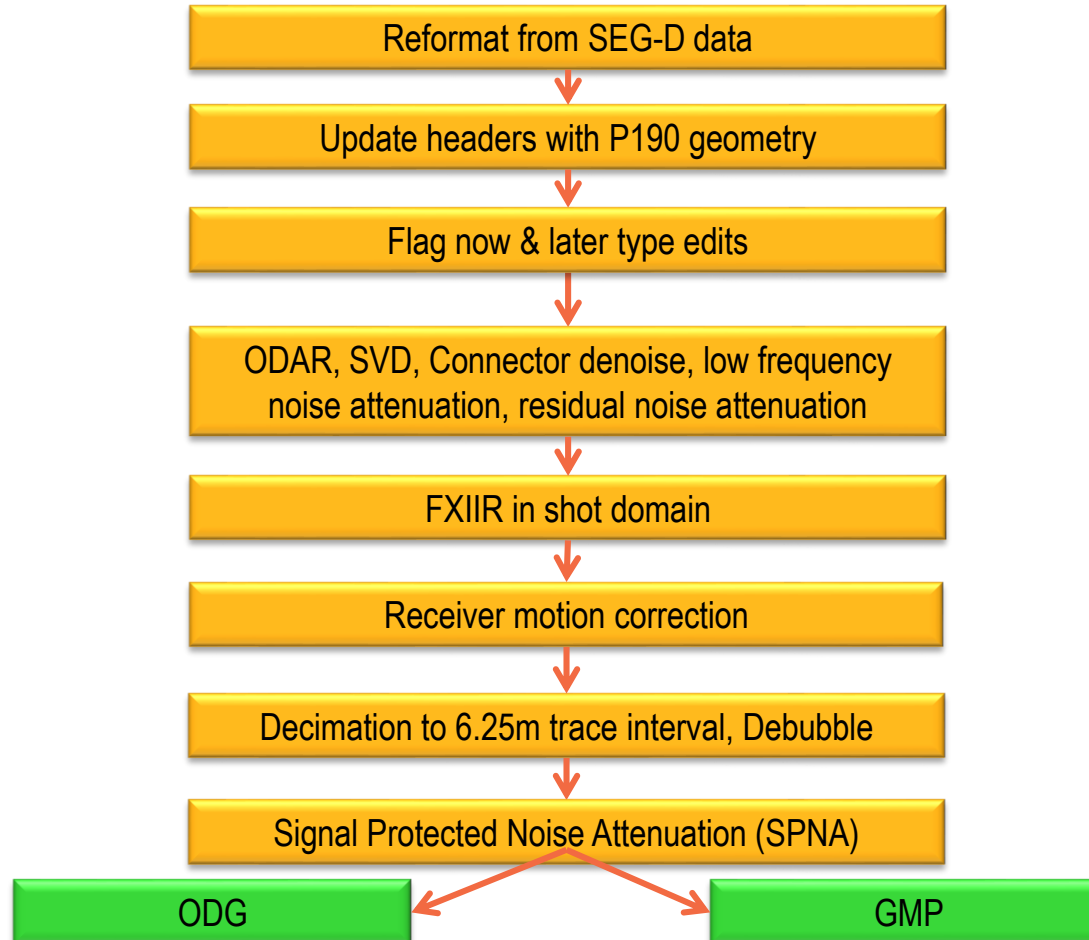 Reformat from SEG-D data
Update headers with P190 geometry
Flag now & later type edits
ODAR, SVD, Connector denoise, low frequency
noise attenuation, residual noise attenuation
FXIIR in shot domain
Receiver motion correction
Decimation to 6.25m trace interval, Debubble
Signal Protected Noise Attenuation (SPNA)
ODG
GMP